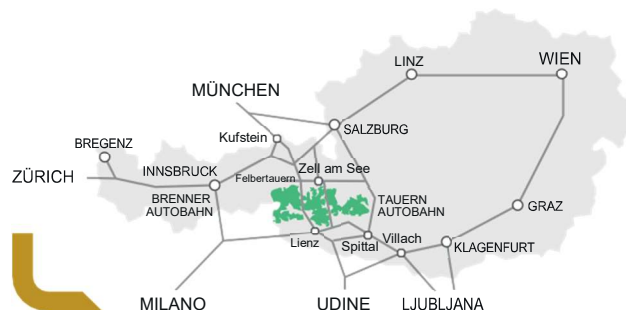 WIEN
LINZ
MÜNCHEN
SALZBURG
Kufstein
BREGENZ
ZÜRICH
INNSBRUCK
Zell am See
Felbertauern
BRENNER
AUTOBAHN
TAUERN
AUTOBAHN
GRAZ
Lienz
Spittal
Villach
KLAGENFURT
MILANO
UDINE
LJUBLJANA